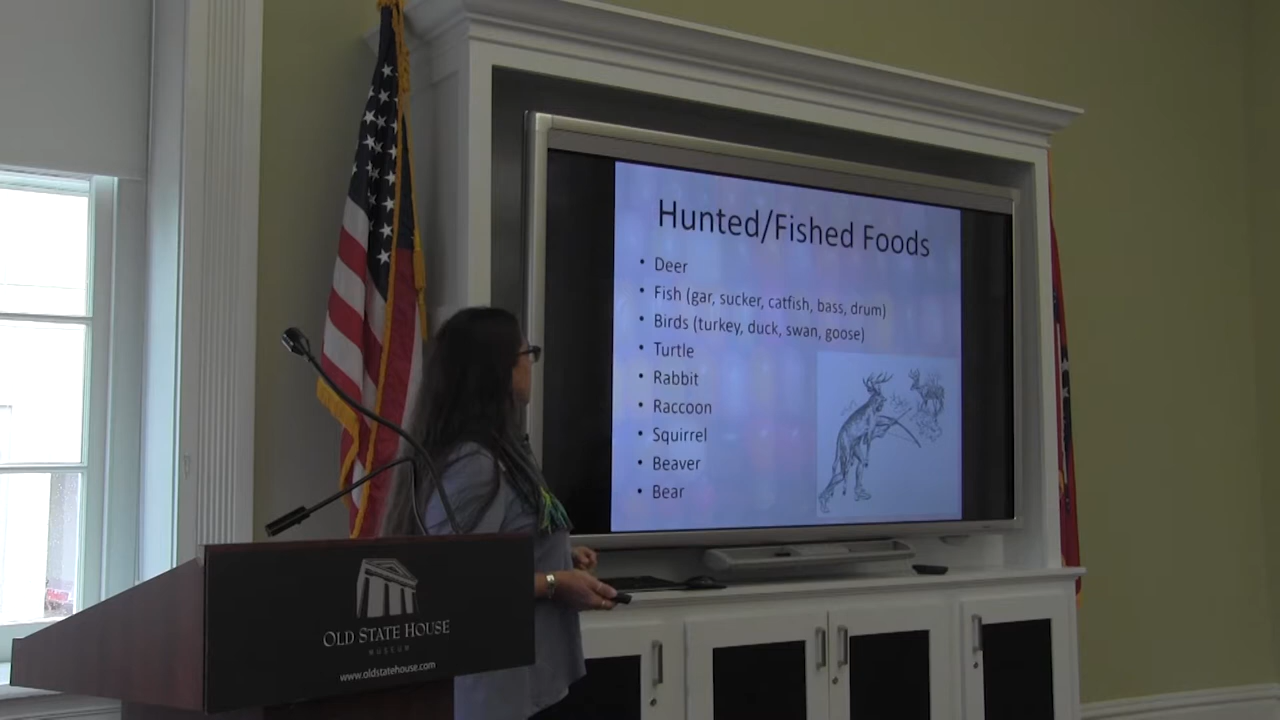 Hunted/Fished Foods
• Deer
• Fish (gar, sucker, catfish, bass, drum)
• Birds (turkey, duck, swan, goose)
• Turtle
• Rabbit
• Raccoon
• Squirrel
• Beaver
• Bear
OLD STATE HOUSE
MUSEUM
www.oldstatehouse.com